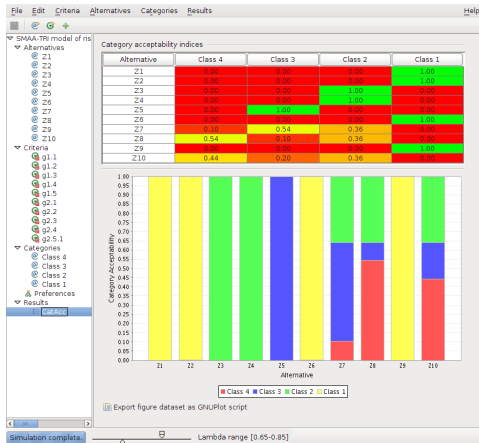 File Edit Criteria Alternatives Categories Results Help
SMAA-TRI model of ris
Alternatives
Z1
Z2
Z3
Z4
Z5
Z6
Z7
Z8
Z9
Z10
Criteria
g1.1
g1.2
g1.3
g1.4
g1.5
g2.1
g2.2
g2.3
g2.4
g2.5.1
Categories
Class 4
Class 3
Class 2
Class 1
Preferences
Results
CatAcc
Category acceptability indices
Alternative Class 4 Class 3 Class 2 Class 1
Z1 0.00 0.00 0.00 1.00
Z2 0.00 0.00 0.00 1.00
Z3 0.00 0.00 1.00 0.00
Z4 0.00 0.00 1.00 0.00
Z5 0.00 1.00 0.00 0.00
Z6 0.00 0.00 0.00 1.00
Z7 0.10 0.54 0.36 0.00
Z8 0.54 0.10 0.36 0.00
Z9 0.00 0.00 0.00 1.00
Z10 0.44 0.20 0.36 0.00
Category Acceptability
1.00
0.95
0.90
0.85
0.80
0.75
0.70
0.65
0.60
0.55
0.50
0.45
0.40
0.35
0.30
0.25
0.20
0.15
0.10
0.05
0.00
Z1 Z2 Z3 Z4 Z5 Z6 Z7 Z8 Z9 Z10
Alternative
Class 4 Class 3 Class 2 Class 1
Export figure dataset as GNUPlot script
Simulation complete. Lambda range [0.65-0.85]